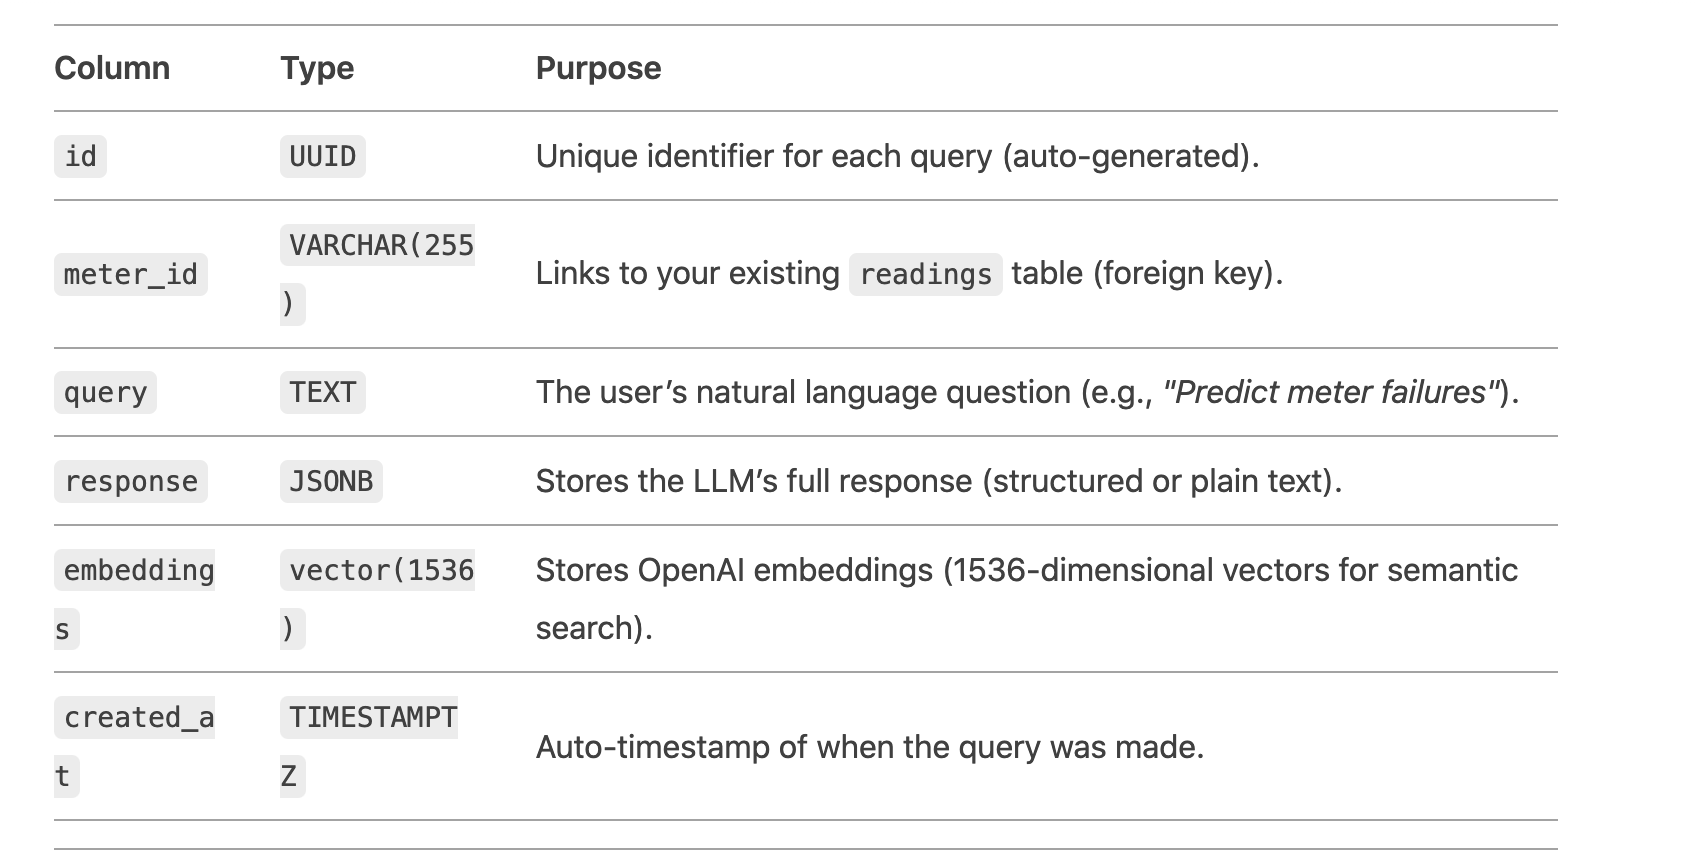 Column Type Purpose
id UUID Unique identifier for each query (auto-generated).
meter_id VARCHAR(255
) Links to your existing readings table (foreign key).
query TEXT The user’s natural language question (e.g., "Predict meter failures").
response JSONB Stores the LLM’s full response (structured or plain text).
embedding vector(1536 Stores OpenAI embeddings (1536-dimensional vectors for semantic
s ) search).
created_a TIMESTAMPT
t Z Auto-timestamp of when the query was made.